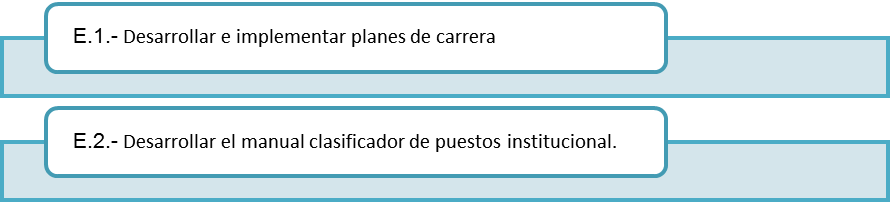 E.1.- Desarrollar e implementar planes de carrera
E.2.- Desarrollar el manual clasificador de puestos institucional.